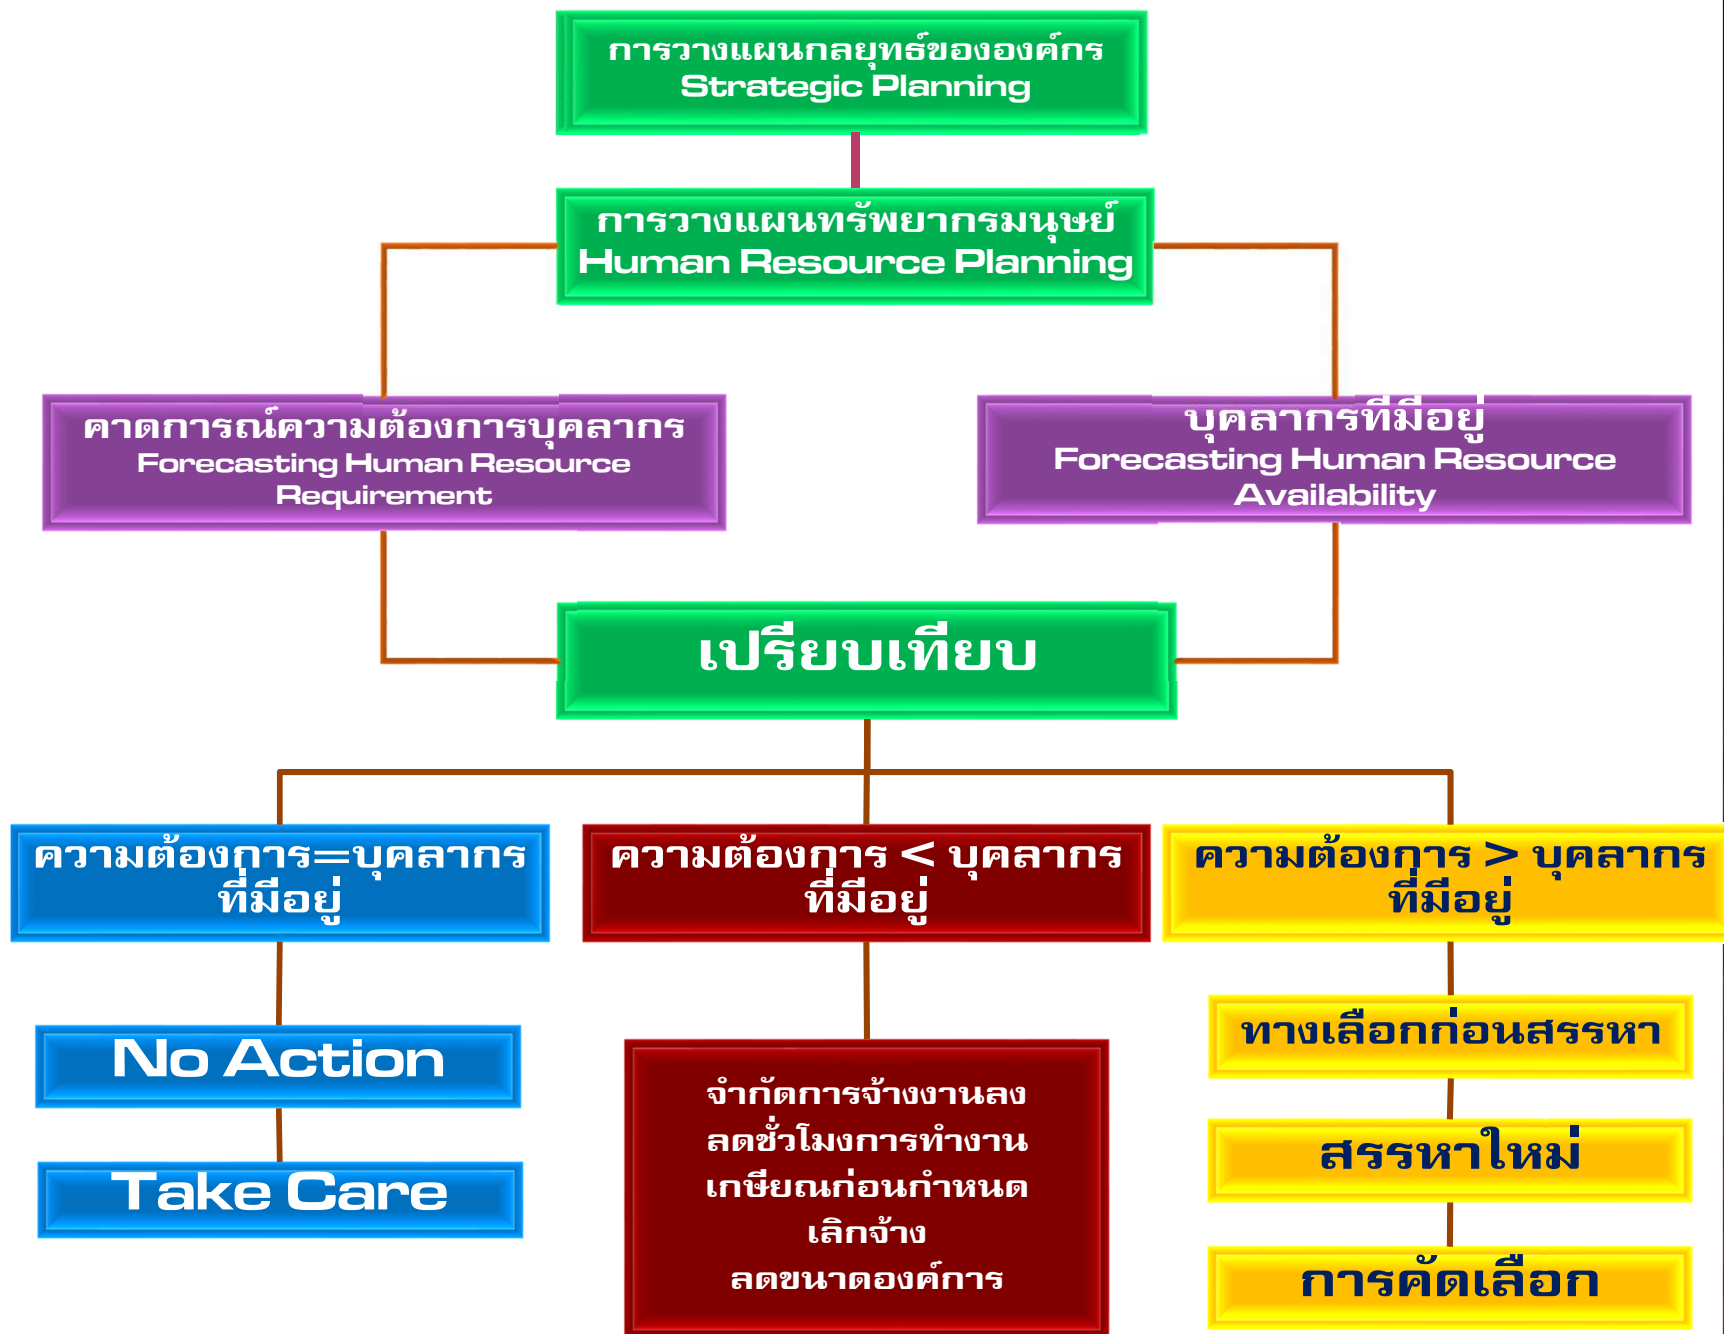 การวางแผนกลยุทธ์ขององค์กร
Strategic Planning
การวางแผนทรัพยากรมนุษย์
Human Resource Planning
คาดการณ์ความต้องการบุคลากร
Forecasting Human Resource
Requirement
บุคลากรที่มีอยู่
Forecasting Human Resource
Availability
เปรียบเทียบ
ความต้องการ=บุคลากร
ที่มีอยู่
ความต้องการ < บุคลากร
ที่มีอยู่
ความต้องการ > บุคลากร
ที่มีอยู่
No Action
Take Care
จำกัดการจ้างงานลง
ลดชั่วโมงการทำงาน
เกษียณก่อนกำหนด
เลิกจ้าง
ลดขนาดองค์การ
ทางเลือกก่อนสรรหา
สรรหาใหม่
การคัดเลือก